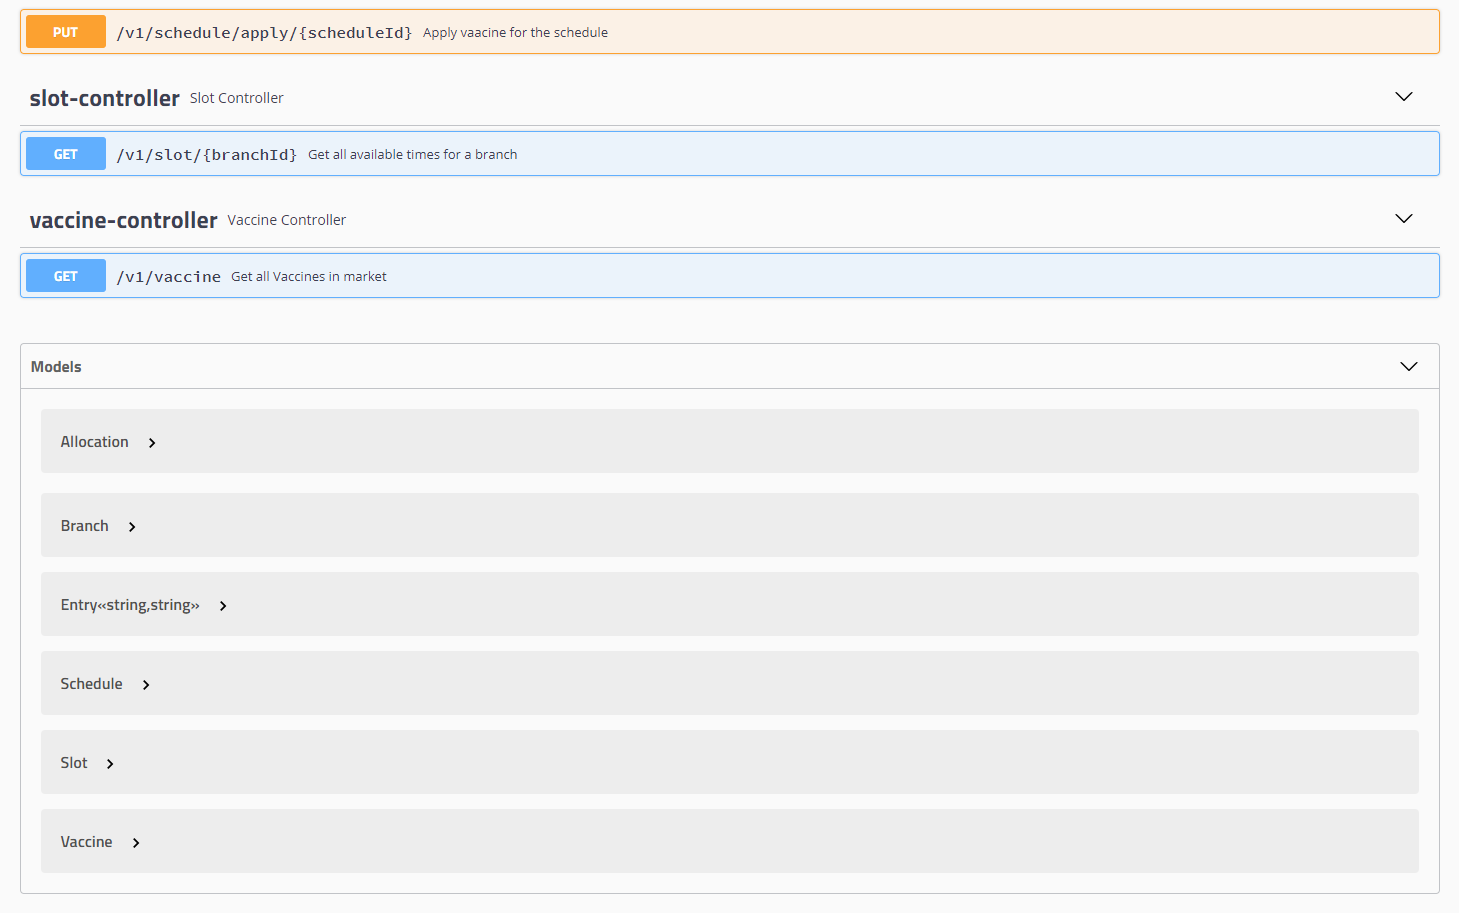 PUT /v1/schedule/apply/{scheduleId} Apply vaacine for the schedule
slot-controller Slot Controller
GET /v1/slot/{branchId} Get all available times for a branch
vaccine-controller Vaccine Controller
GET /v1/vaccine Get all Vaccines in market
Models
Allocation
Branch
Entry«string,string»
Schedule
Slot
Vaccine